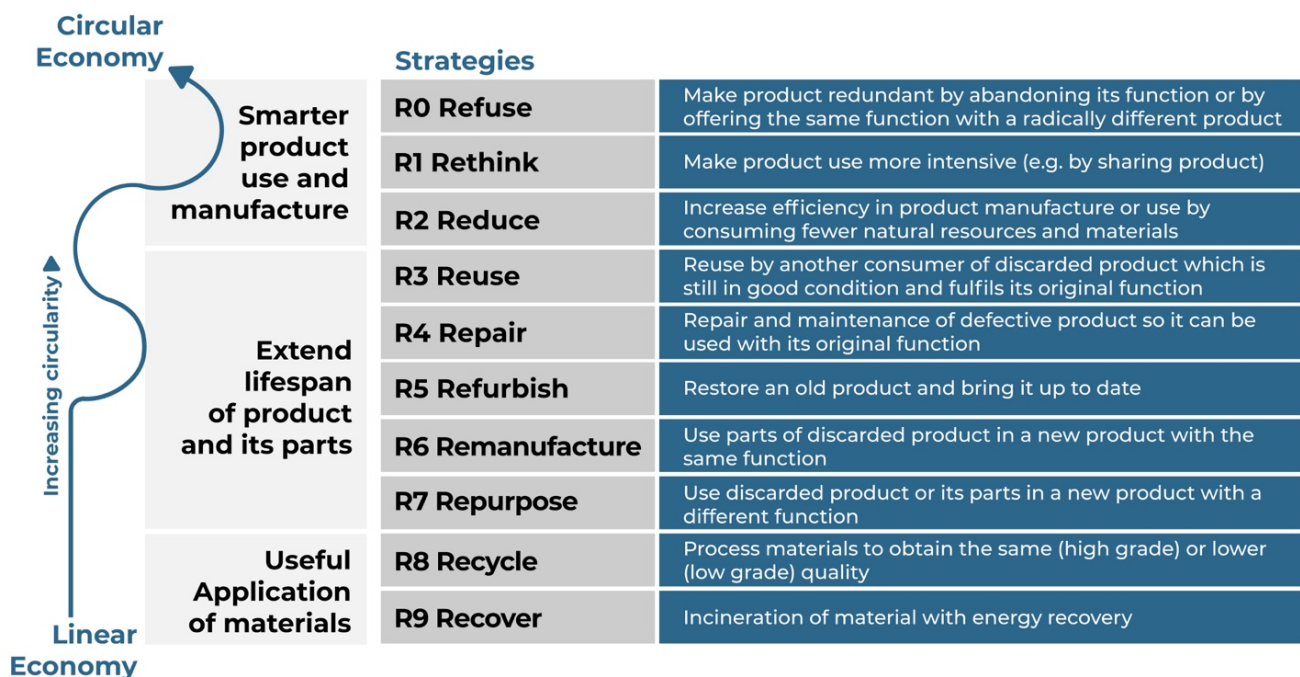 Circular
Economy
Strategies
Smarter
product
use and
manufacture
R0 Refuse
Make product redundant by abandoning its function or by
offering the same function with a radically different product
R1 Rethink
Make product use more intensive (e.g. by sharing product)
R2 Reduce
Increase efficiency in product manufacture or use by
consuming fewer natural resources and materials
Increasing circularity
Extend
lifespan
of product
and its parts
R3 Reuse
Reuse by another consumer of discarded product which is
still in good condition and fulfils its original function
R4 Repair
Repair and maintenance of defective product so it can be
used with its original function
R5 Refurbish
Restore an old product and bring it up to date
R6 Remanufacture
Use parts of discarded product in a new product with the
same function
R7 Repurpose
Use discarded product or its parts in a new product with a
different function
Useful
Application
of materials
R8 Recycle
Process materials to obtain the same (high grade) or lower
(low grade) quality
R9 Recover
Incineration of material with energy recovery
Linear
Economy